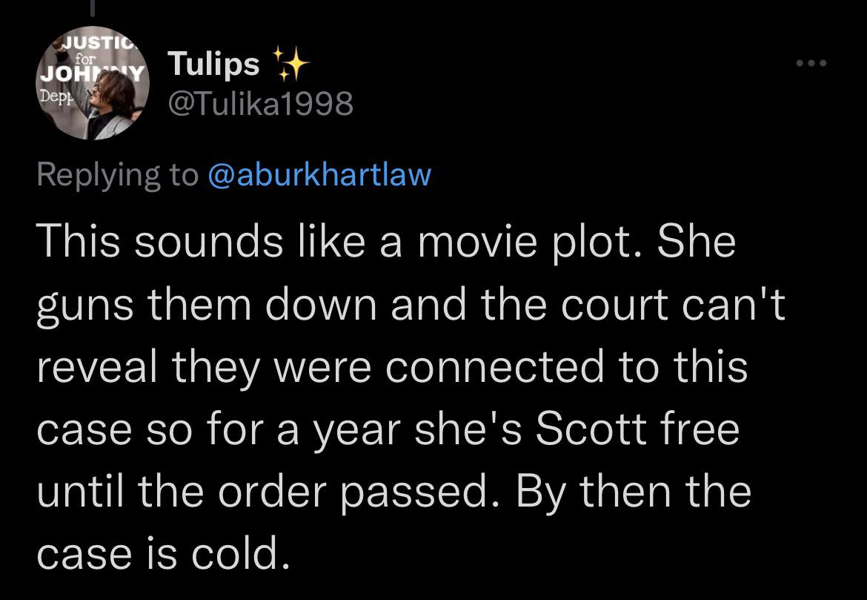 JUSTIC
for
JOHNNY
Depp
Tulips ✨
@Tulika1998
Replying to @aburkhartlaw
This sounds like a movie plot. She
guns them down and the court can't
reveal they were connected to this
case so for a year she's Scott free
until the order passed. By then the
case is cold.